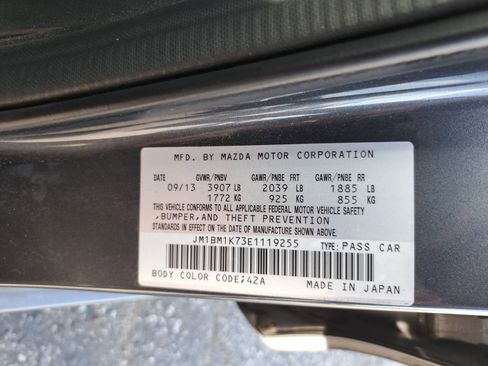 MFD. BY MAZDA MOTOR CORPORATION
DATE GVWR/PNBV GAWR/PNBE FRT GAWR/PNBE RR
09/13 3907 LB 2039 LB 1885 LB
1772 KG 925 KG 855 KG
THIS VEHICLE CONFORMS TO ALL APPLICABLE FEDERAL MOTOR VEHICLE SAFETY
,BUMPER,AND THEFT PREVENTION
STANDARDS IN EFFECT ON THE DATE OF MANUFACTURE SHOWN ABOVE.
JM1BM1K73E1119255 TYPE: PASS CAR
BODY COLOR CODE;42A MADE IN JAPAN